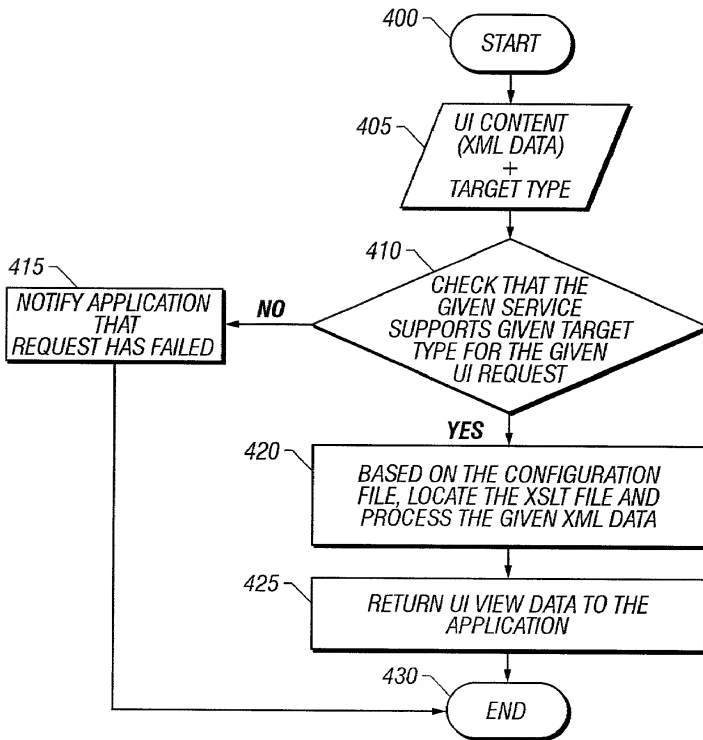 400
START
405
UI CONTENT
(XML DATA)
+
TARGET TYPE
410
CHECK THAT THE
GIVEN SERVICE
SUPPORTS GIVEN TARGET
TYPE FOR THE GIVEN
UI REQUEST
415
NOTIFY APPLICATION
THAT
REQUEST HAS FAILED
NO
YES
420
BASED ON THE CONFIGURATION
FILE, LOCATE THE XSLT FILE AND
PROCESS THE GIVEN XML DATA
425
RETURN UI VIEW DATA TO THE
APPLICATION
430
END